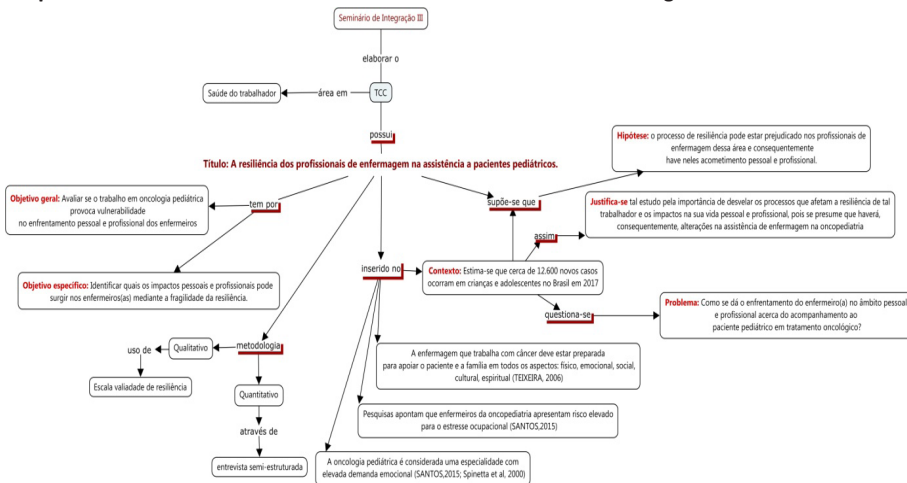 Seminário de Integração III
elaborar o
Saúde do trabalhador
área em
TCC
possui
Título: A resiliência dos profissionais de enfermagem na assistência a pacientes pediátricos.
Hipótese: o processo de resiliência pode estar prejudicado nos profissionais de
enfermagem dessa área e consequentemente
have neles acometimento pessoal e profissional.
Objetivo geral: Avaliar se o trabalho em oncologia pediátrica
provoca vulnerabilidade
no enfrentamento pessoal e profissional dos enfermeiros
tem por
supõe-se que
Justifica-se tal estudo pela importância de desvelar os processos que afetam a resiliência de tal
trabalhador e os impactos na sua vida pessoal e profissional, pois se presume que haverá,
consequentemente, alterações na assistência de enfermagem na oncopediatria
assim
inserido no
Contexto: Estima-se que cerca de 12.600 novos casos
ocorram em crianças e adolescentes no Brasil em 2017
Objetivo específico: Identificar quais os impactos pessoais e profissionais pode
surgir nos enfermeiros(as) mediante a fragilidade da resiliência.
questiona-se
Problema: Como se dá o enfrentamento do enfermeiro(a) no âmbito pessoal
e profissional acerca do acompanhamento ao
paciente pediátrico em tratamento oncológico?
metodologia
Qualitativo
uso de
Escala valiadade de resiliência
Quantitativo
através de
entrevista semi-estruturada
A enfermagem que trabalha com câncer deve estar preparada
para apoiar o paciente e a família em todos os aspectos: físico, emocional, social,
cultural, espiritual (TEIXEIRA, 2006)
Pesquisas apontam que enfermeiros da oncopediatria apresentam risco elevado
para o estresse ocupacional (SANTOS,2015)
A oncologia pediátrica é considerada uma especialidade com
elevada demanda emocional (SANTOS,2015; Spinetta et al, 2000)